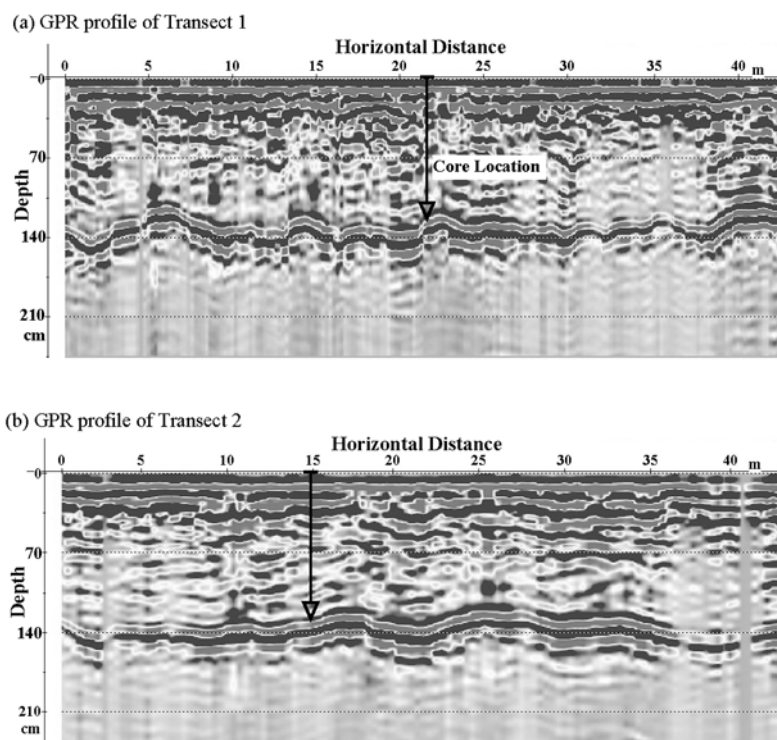 (a) GPR profile of Transect 1
Horizontal Distance
0 5 10 15 20 25 30 35 40 m
0
70
Core Location
Depth
140
210
cm
(b) GPR profile of Transect 2
Horizontal Distance
0 5 10 15 20 25 30 35 40 m
0
70
Depth
140
210
cm